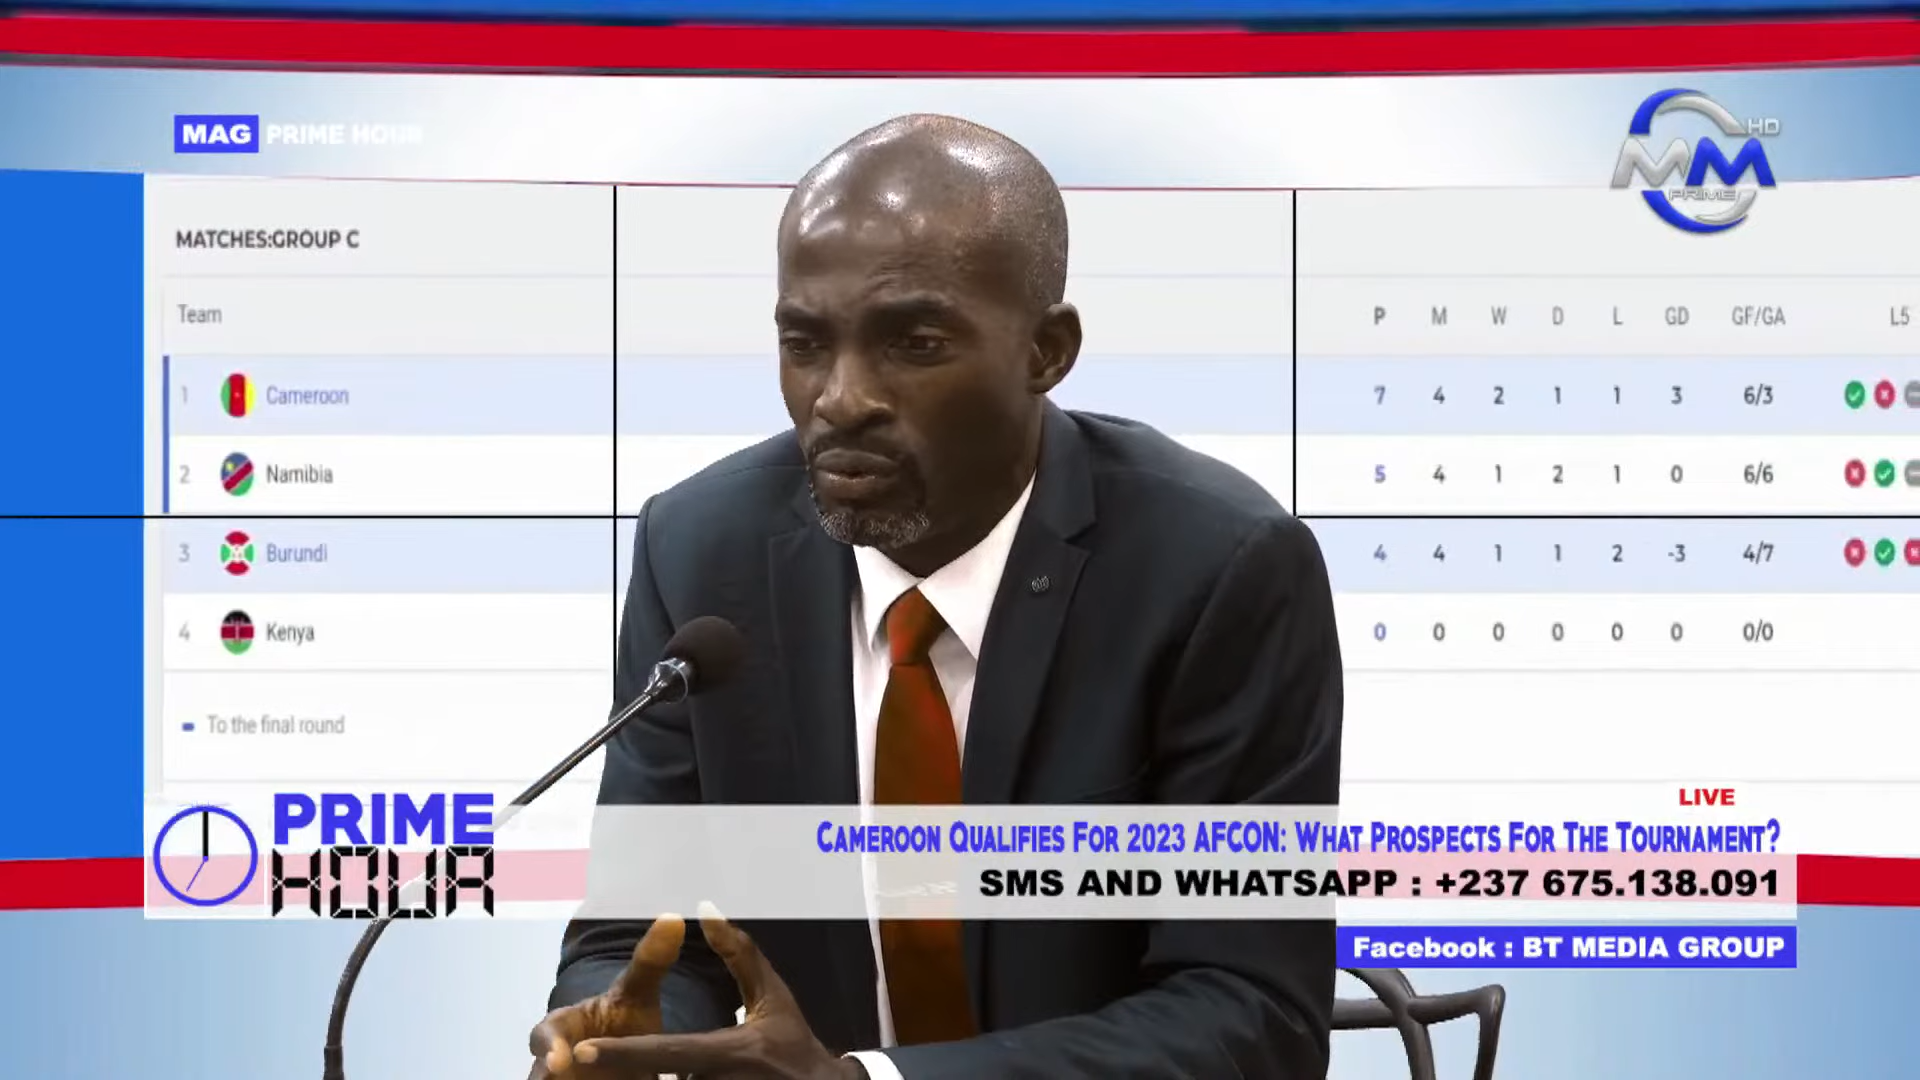 MAG PRIME HOUR
HD
MM
PRIME
MATCHES:GROUP C
Team P M W D L GD GF/GA L5
1 Cameroon 7 4 2 1 1 3 6/3
2 Namibia 5 4 1 2 1 0 6/6
3 Burundi 4 4 1 1 2 -3 4/7
4 Kenya 0 0 0 0 0 0 0/0
To the final round
LIVE
PRIME
HOUR
CAMEROON QUALIFIES FOR 2023 AFCON: WHAT PROSPECTS FOR THE TOURNAMENT?
SMS AND WHATSAPP : +237 675.138.091
Facebook : BT MEDIA GROUP